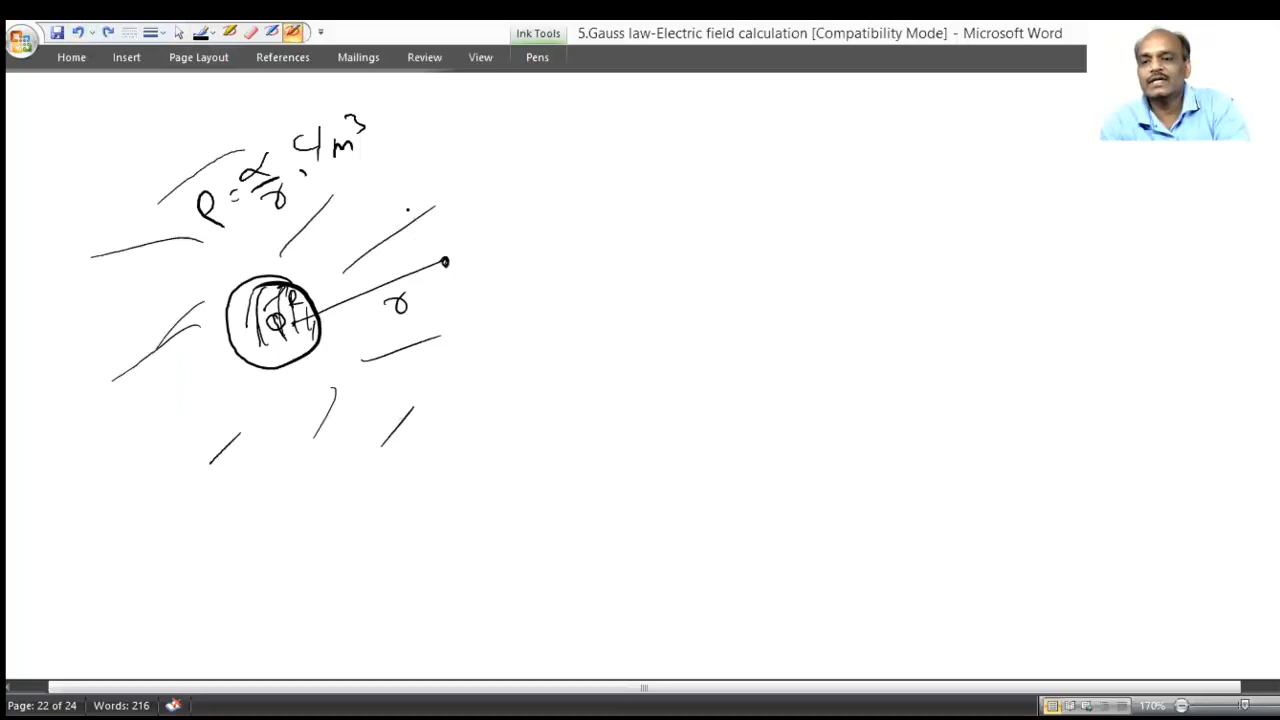 5.Gauss law-Electric field calculation [Compatibility Mode] - Microsoft Word
Ink Tools
Home Insert Page Layout References Mailings Review View Pens
ρ = α/r , C/m³
R
Q
r
Page: 22 of 24 Words: 216 170%